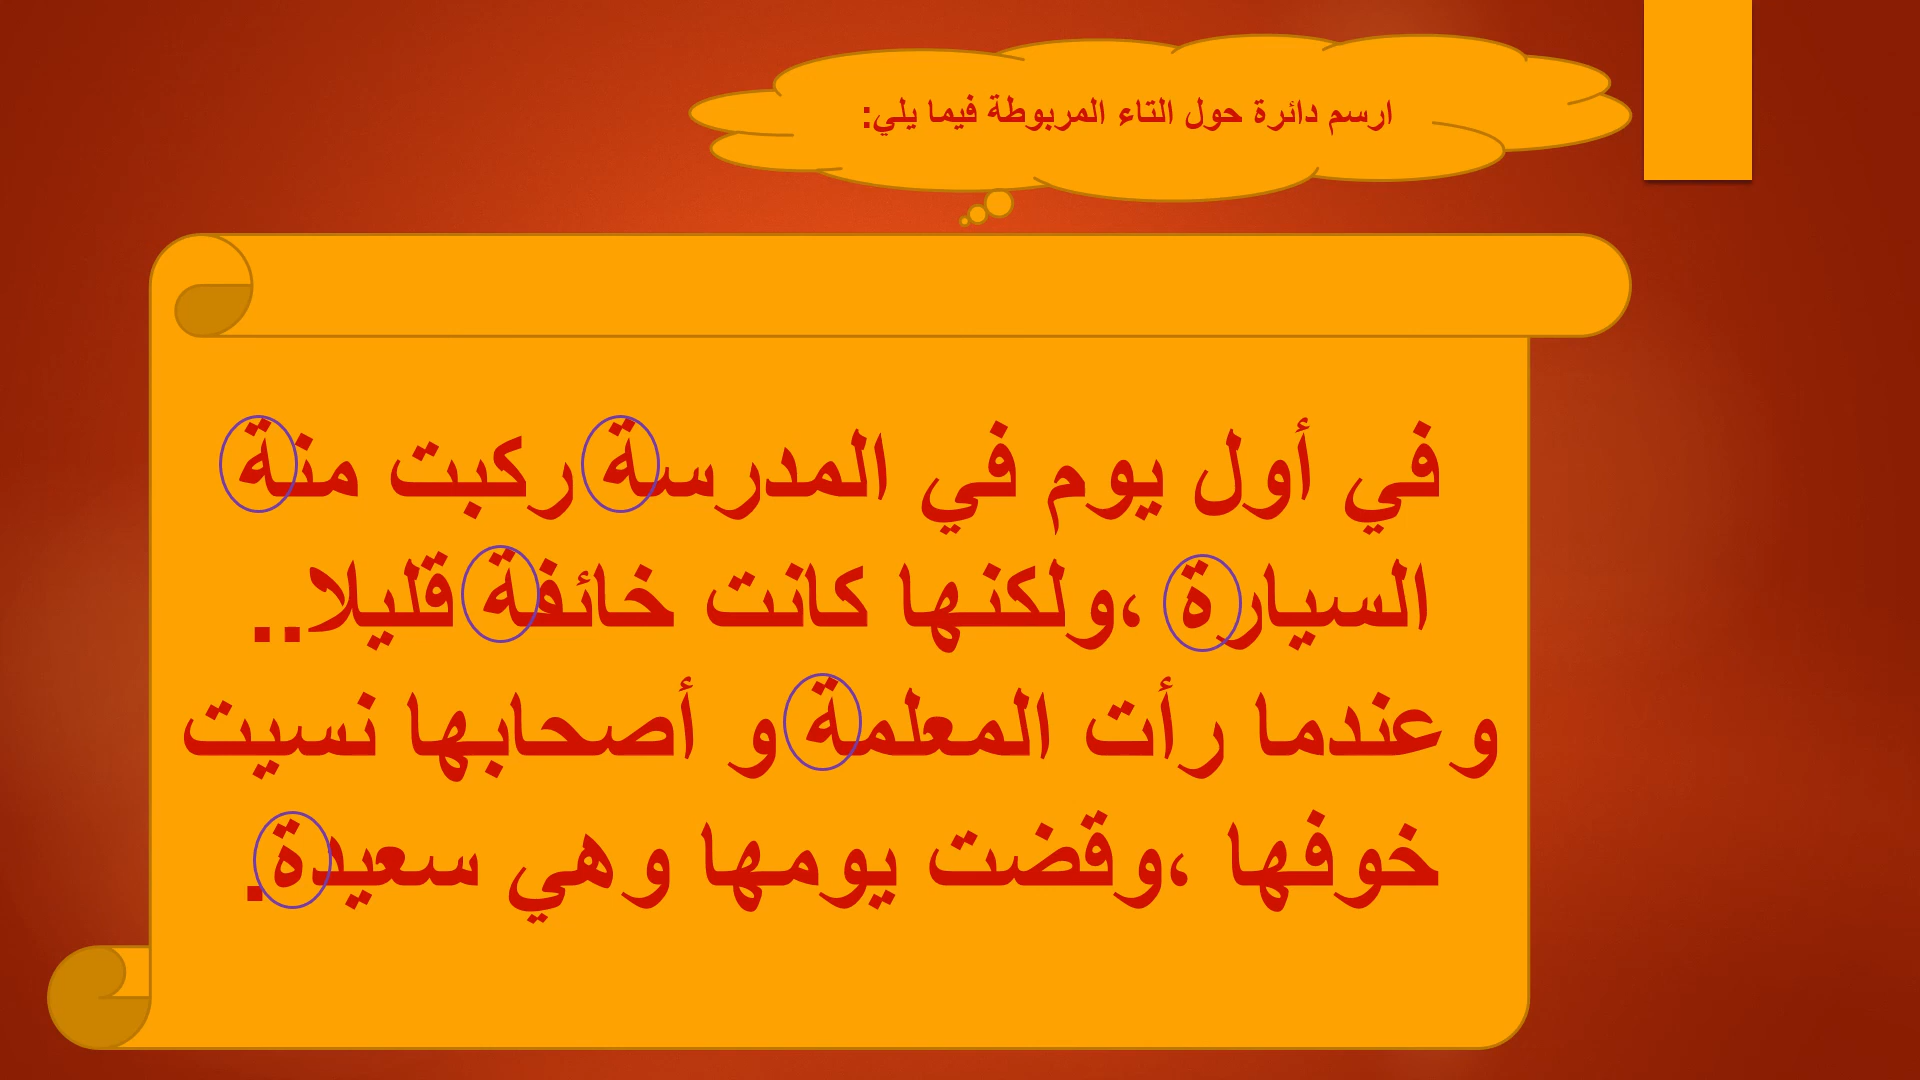 ارسم دائرة حول التاء المربوطة فيما يلي:
في أول يوم في المدرسة ركبت منة
السيارة ،ولكنها كانت خائفة قليلا..
وعندما رأت المعلمة و أصحابها نسيت
خوفها ،وقضت يومها وهي سعيدة.